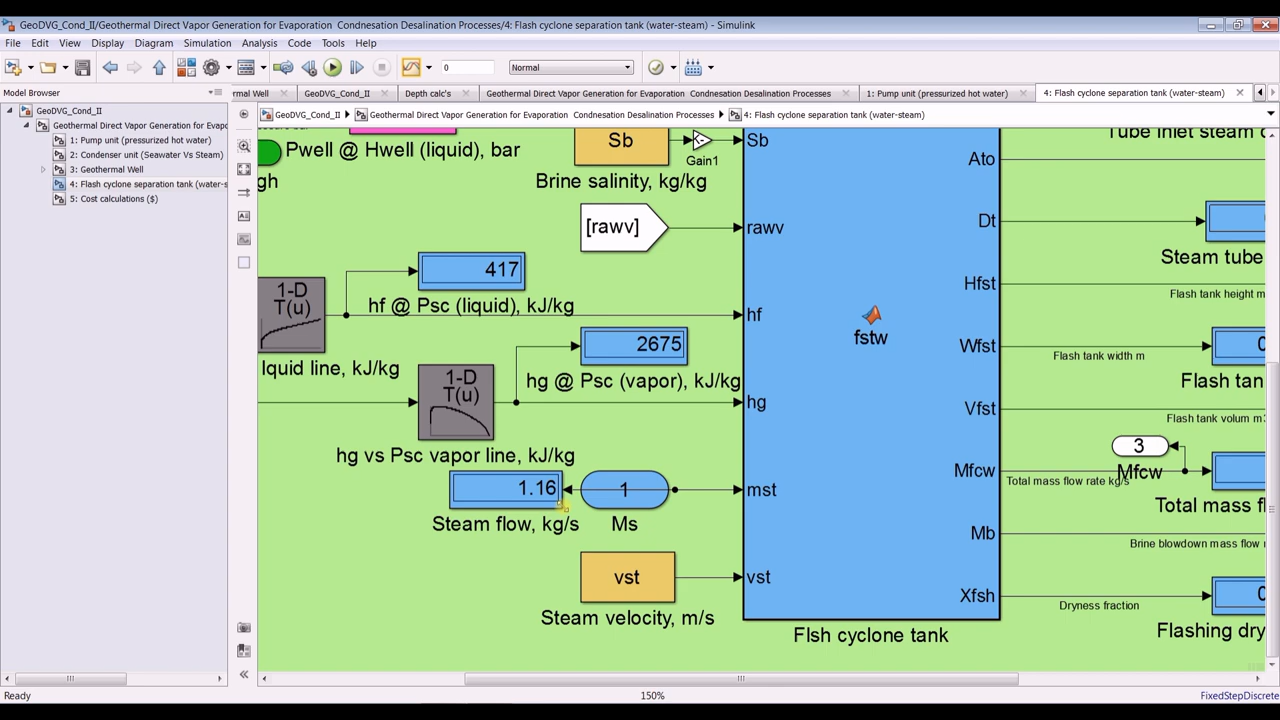 GeoDVG_Cond_II/Geothermal Direct Vapor Generation for Evaporation Condnesation Desalination Processes/4: Flash cyclone separation tank (water-steam) - Simulink
File Edit View Display Diagram Simulation Analysis Code Tools Help
0 Normal
Model Browser
rmal Well GeoDVG_Cond_II Depth calc's Geothermal Direct Vapor Generation for Evaporation Condnesation Desalination Processes 1: Pump unit (pressurized hot water) 4: Flash cyclone separation tank (water-steam)
GeoDVG_Cond_II Geothermal Direct Vapor Generation for Evaporation Condnesation Desalination Processes 4: Flash cyclone separation tank (water-steam)
GeoDVG_Cond_II
Geothermal Direct Vapor Generation for Evapo
1: Pump unit (pressurized hot water)
2: Condenser unit (Seawater Vs Steam)
3: Geothermal Well
4: Flash cyclone separation tank (water-s
5: Cost calculations ($)
Pwell @ Hwell (liquid), bar
gh
Sb
Gain1
Brine salinity, kg/kg
[rawv]
417
hf @ Psc (liquid), kJ/kg
1-D
T(u)
lquid line, kJ/kg
2675
hg @ Psc (vapor), kJ/kg
1-D
T(u)
hg vs Psc vapor line, kJ/kg
1.16
Steam flow, kg/s
1
Ms
vst
Steam velocity, m/s
Sb
rawv
hf
hg
mst
vst
fstw
Ato
Dt
Hfst
Wfst
Vfst
Mfcw
Mb
Xfsh
Flsh cyclone tank
Tube inlet steam
Steam tube
Flash tank height m
Flash tank width m
Flash tan
Flash tank volum m
3
Mfcw
Total mass flow rate kg/s
Total mass fl
Brine blowdown mass flow
Dryness fraction
Flashing dry
Ready
150%
FixedStepDiscrete